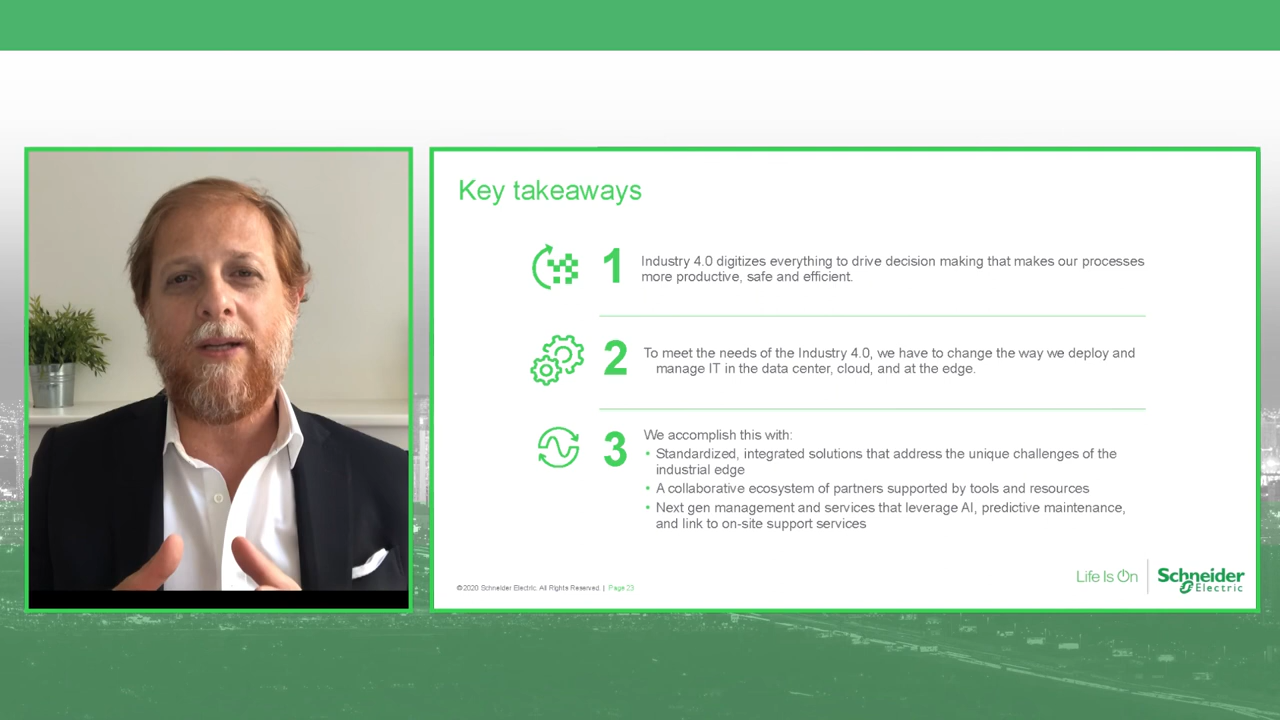 Key takeaways
1
Industry 4.0 digitizes everything to drive decision making that makes our processes
more productive, safe and efficient.
2
To meet the needs of the Industry 4.0, we have to change the way we deploy and
manage IT in the data center, cloud, and at the edge.
3
We accomplish this with:
• Standardized, integrated solutions that address the unique challenges of the
industrial edge
• A collaborative ecosystem of partners supported by tools and resources
• Next gen management and services that leverage AI, predictive maintenance,
and link to on-site support services
©2020 Schneider Electric. All Rights Reserved. | Page 23
Life Is On
Schneider
Electric